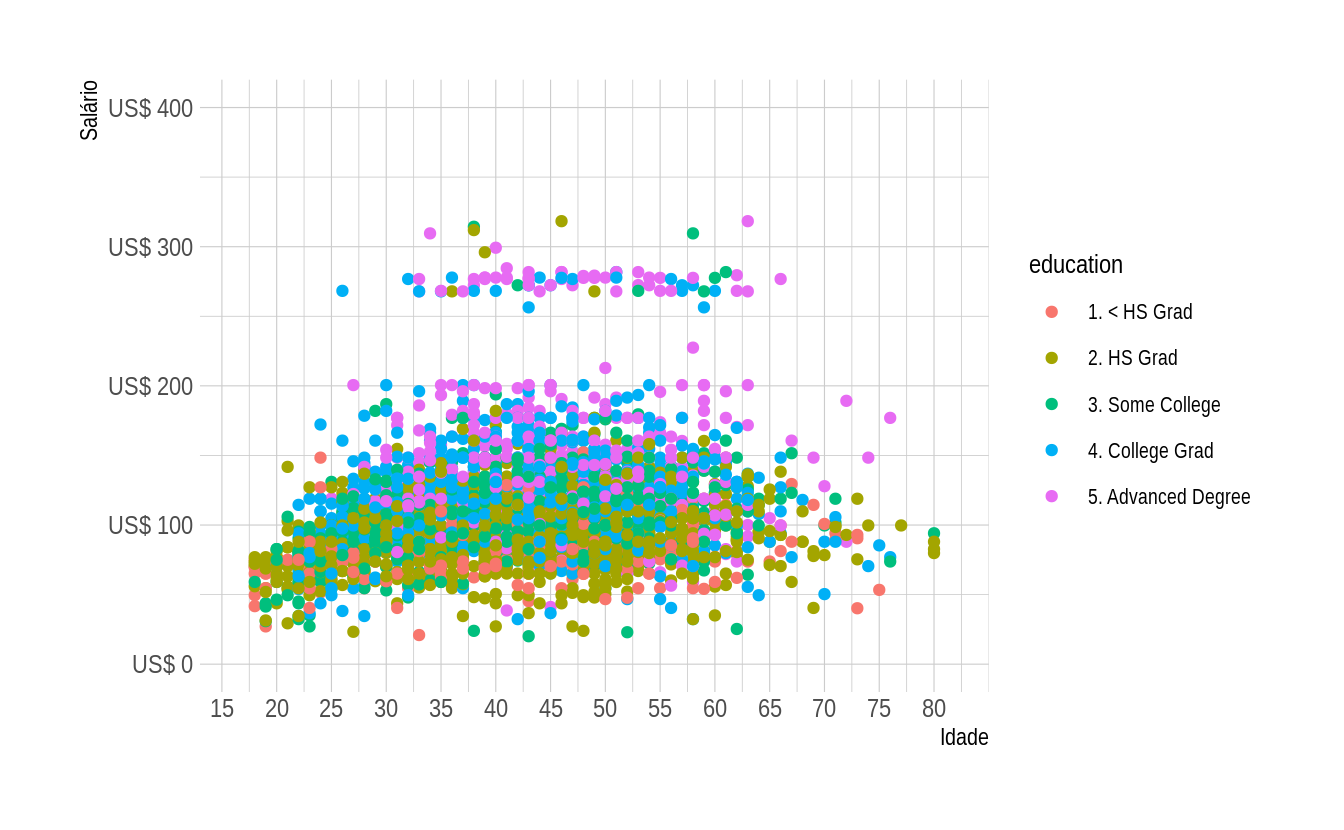 Salário
US$ 400
US$ 300
US$ 200
US$ 100
US$ 0
15 20 25 30 35 40 45 50 55 60 65 70 75 80
Idade
education
1. < HS Grad
2. HS Grad
3. Some College
4. College Grad
5. Advanced Degree